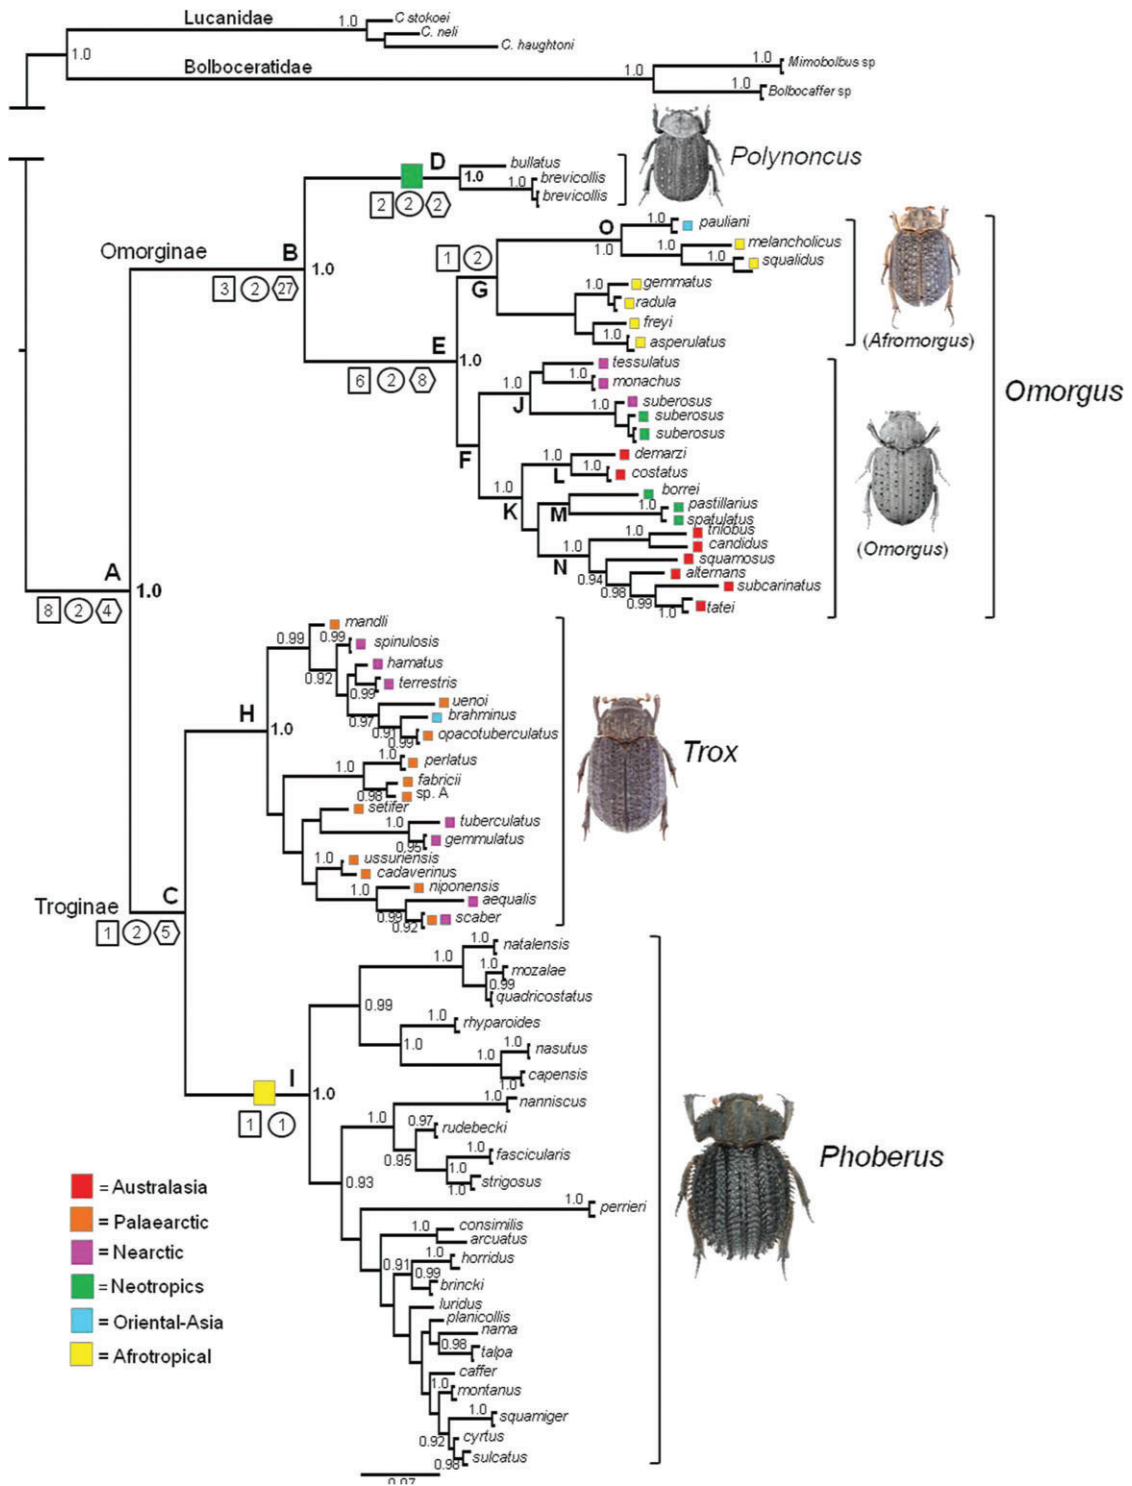 Lucanidae
1.0
C stokoei
C. neli
C. haughtoni
1.0
Bolboceratidae
1.0
1.0
Mimobolbus sp
1.0
Bolbocaffer sp
D
1.0
bullatus
1.0
brevicollis
brevicollis
Polynoncus
2 2 2
Omorginae
B
1.0
3 2 27
O
1.0
1.0
pauliani
1.0
melancholicus
1.0
squalidus
1 2
G
1.0
gemmatus
radula
freyi
1.0
asperulatus
(Afromorgus)
E
1.0
6 2 8
tessulatus
1.0
monachus
1.0
J
suberosus
1.0
suberosus
suberosus
Omorgus
F
1.0
demarzi
1.0
costatus
L
1.0
K
borrei
1.0
pastillarius
M
spatulatus
1.0
trilobus
candidus
1.0
N
squamosus
0.94
alternans
0.98
subcarinatus
0.99
1.0
tatei
(Omorgus)
A
1.0
8 2 4
mandli
0.99
0.99
spinulosis
hamatus
0.92
terrestris
0.99
uenoi
0.97
brahminus
0.91
opacotuberculatus
0.99
H
1.0
Trox
1.0
perlatus
1.0
fabricii
0.98
sp. A
setifer
1.0
tuberculatus
gemmulatus
0.95
ussuriensis
1.0
cadaverinus
niponensis
1.0
aequalis
0.99
scaber
0.92
Troginae
C
1 2 5
1.0
natalensis
1.0
1.0
mozalae
0.99
quadricostatus
0.99
1.0
rhyparoides
1.0
1.0
nasutus
1.0
capensis
1.0
I
1.0
1 1
1.0
nanniscus
1.0
0.97
rudebecki
0.95
1.0
fascicularis
1.0
strigosus
1.0
0.93
Phoberus
1.0
perrieri
1.0
consimilis
arcuatus
1.0
horridus
0.91
0.99
brincki
luridus
planicollis
nama
0.98
talpa
caffer
1.0
montanus
1.0
squamiger
0.92
cyrtus
0.98
sulcatus
= Australasia
= Palaearctic
= Nearctic
= Neotropics
= Oriental-Asia
= Afrotropical
0.07